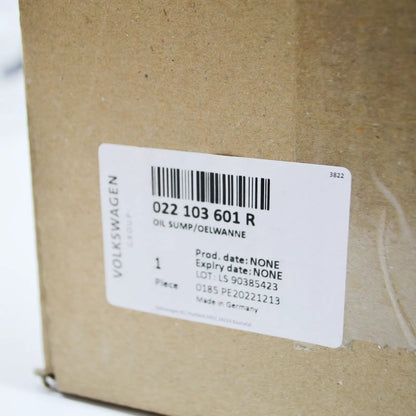 3822
VOLKSWAGEN
GROUP
022 103 601 R
OIL SUMP/OELWANNE
Prod. date: NONE
Expiry date: NONE
1
LOT: LS 90385423
Piece
0185 PE20221213
Made in Germany